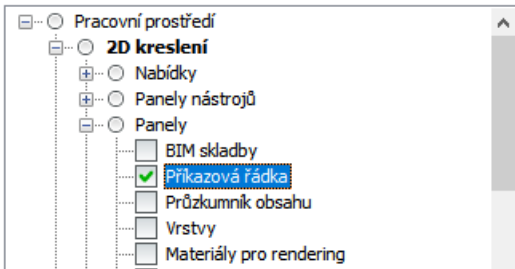 Pracovní prostředí
2D kreslení
Nabídky
Panely nástrojů
Panely
BIM skladby
Příkazová řádka
Průzkumník obsahu
Vrstvy
Materiály pro rendering